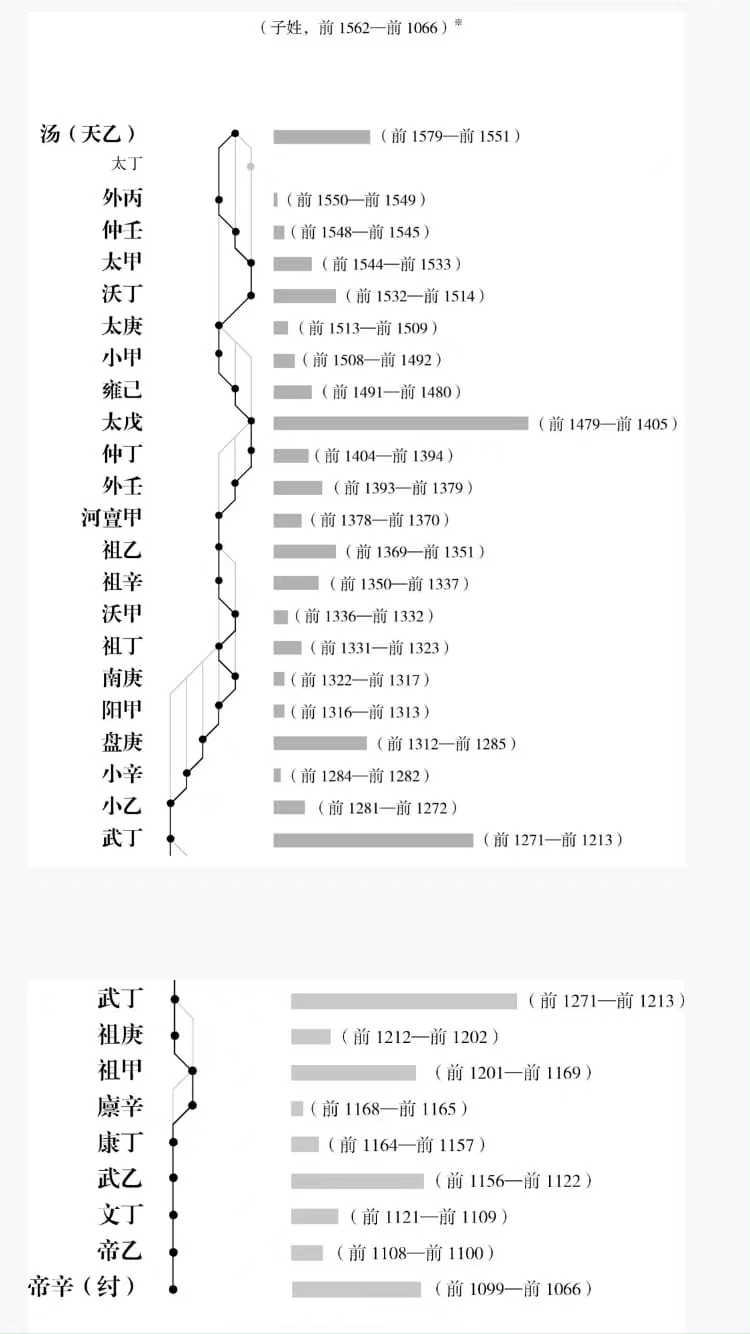 （子姓，前 1562—前 1066）※
汤（天乙） （前 1579—前 1551）
太丁
外丙 （前 1550—前 1549）
仲壬 （前 1548—前 1545）
太甲 （前 1544—前 1533）
沃丁 （前 1532—前 1514）
太庚 （前 1513—前 1509）
小甲 （前 1508—前 1492）
雍己 （前 1491—前 1480）
太戊 （前 1479—前 1405）
仲丁 （前 1404—前 1394）
外壬 （前 1393—前 1379）
河亶甲 （前 1378—前 1370）
祖乙 （前 1369—前 1351）
祖辛 （前 1350—前 1337）
沃甲 （前 1336—前 1332）
祖丁 （前 1331—前 1323）
南庚 （前 1322—前 1317）
阳甲 （前 1316—前 1313）
盘庚 （前 1312—前 1285）
小辛 （前 1284—前 1282）
小乙 （前 1281—前 1272）
武丁 （前 1271—前 1213）
武丁 （前 1271—前 1213）
祖庚 （前 1212—前 1202）
祖甲 （前 1201—前 1169）
廪辛 （前 1168—前 1165）
康丁 （前 1164—前 1157）
武乙 （前 1156—前 1122）
文丁 （前 1121—前 1109）
帝乙 （前 1108—前 1100）
帝辛（纣） （前 1099—前 1066）